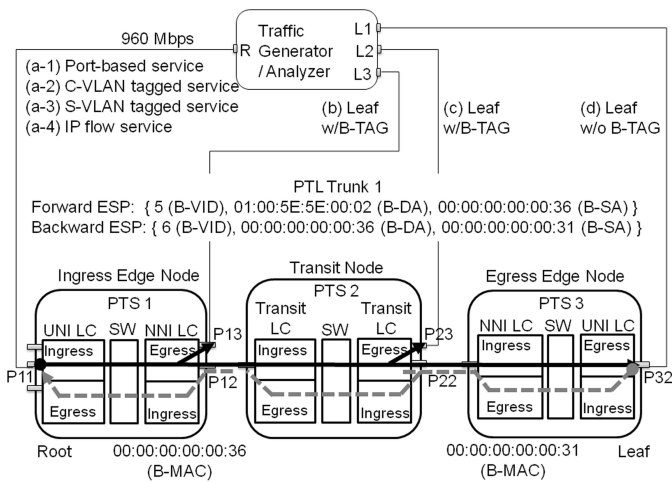 960 Mbps
R
Traffic
Generator
/Analyzer
L1
L2
L3
(a-1) Port-based service
(a-2) C-VLAN tagged service
(a-3) S-VLAN tagged service
(a-4) IP flow service
(b) Leaf
w/B-TAG
(c) Leaf
w/B-TAG
(d) Leaf
w/o B-TAG
PTL Trunk 1
Forward ESP: { 5 (B-VID), 01:00:5E:5E:00:02 (B-DA), 00:00:00:00:00:36 (B-SA) }
Backward ESP: { 6 (B-VID), 00:00:00:00:00:36 (B-DA), 00:00:00:00:00:31 (B-SA) }
Ingress Edge Node
Transit Node
Egress Edge Node
PTS 1
UNI LC
SW
NNI LC
Ingress
Egress
Egress
Ingress
P11
P13
P12
PTS 2
Transit
LC
SW
Transit
LC
Ingress
Egress
Egress
Ingress
P23
P22
PTS 3
NNI LC
SW
UNI LC
Ingress
Egress
Egress
Ingress
P32
Root
00:00:00:00:00:36
(B-MAC)
00:00:00:00:00:31
(B-MAC)
Leaf